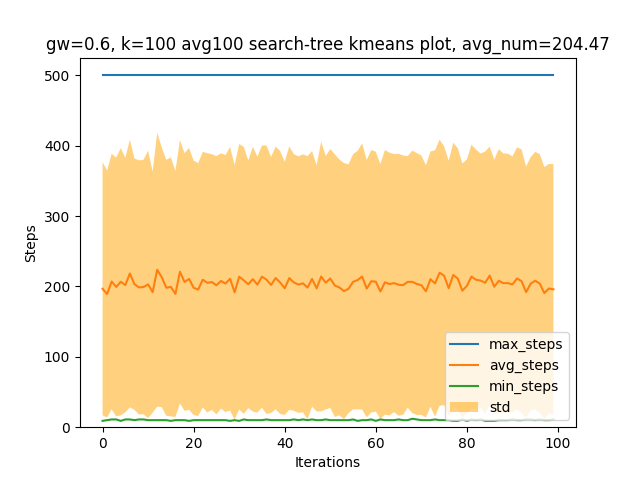 gw=0.6, k=100 avg100 search-tree kmeans plot, avg_num=204.47
500
400
300
200
100
0
Steps
0
20
40
60
80
100
Iterations
max_steps
avg_steps
min_steps
std